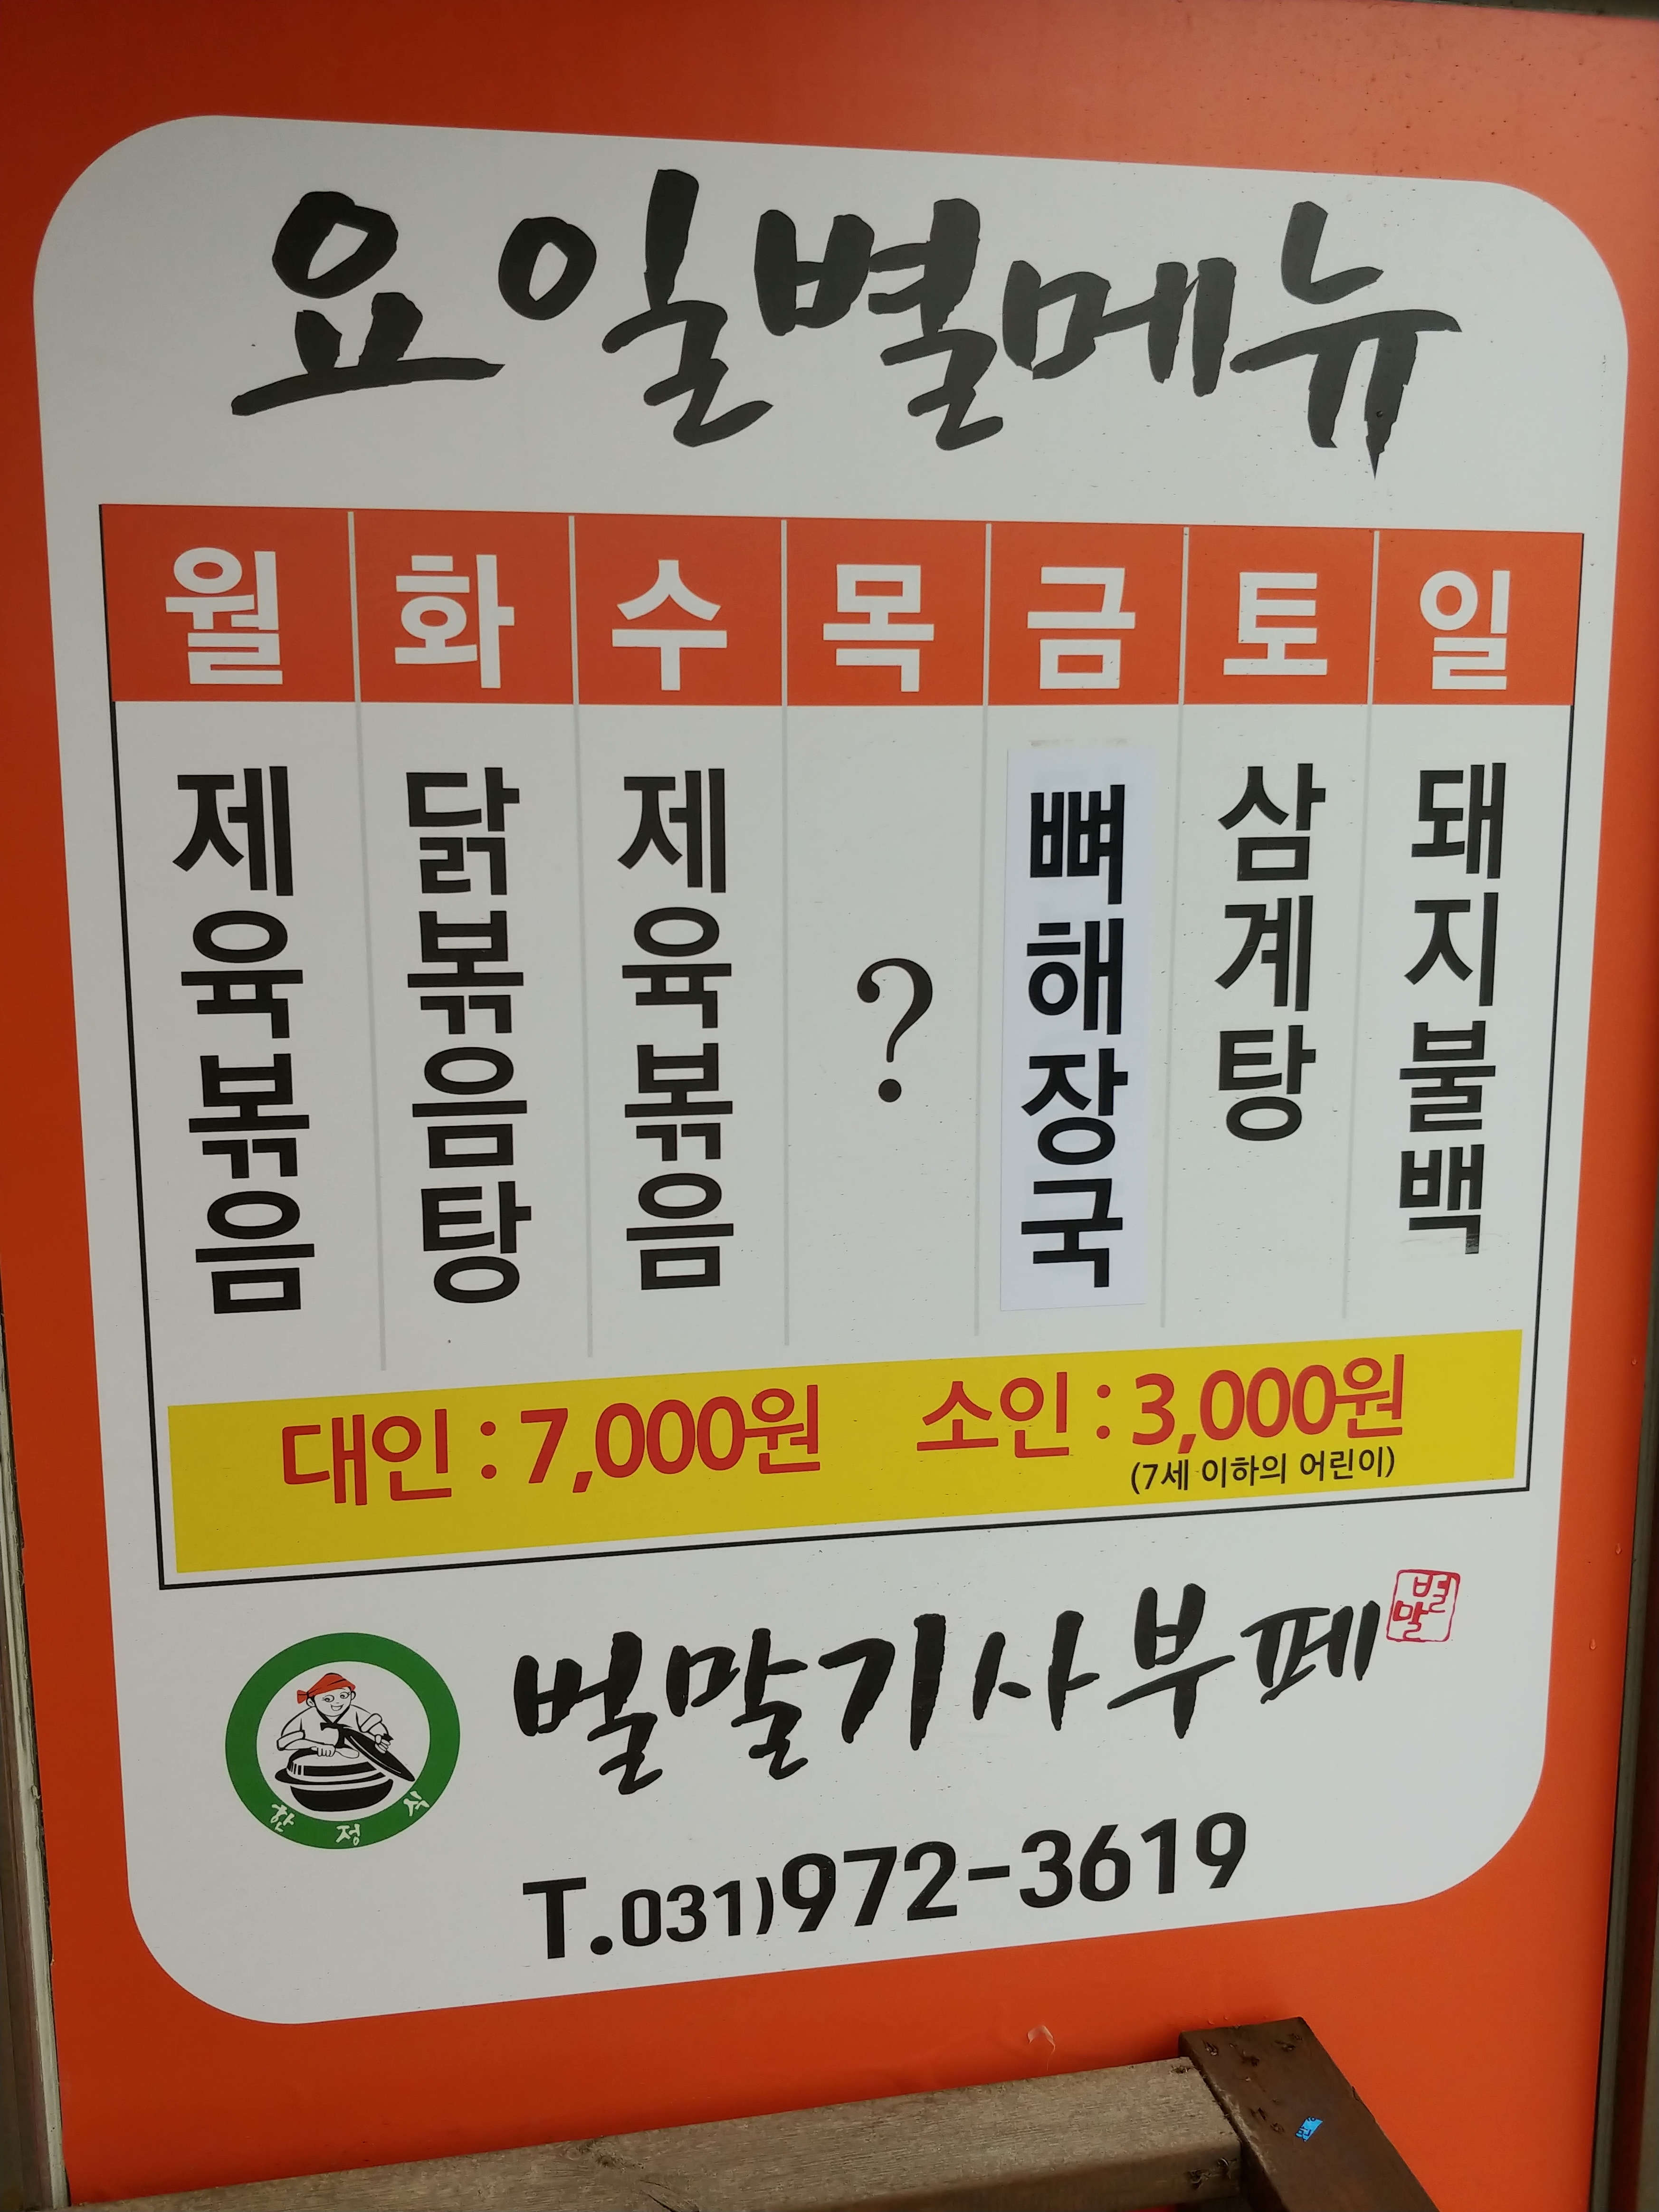 요일별메뉴
월 화 수 목 금 토 일
제육볶음 닭볶음탕 제육볶음 ? 뼈해장국 삼계탕 돼지불백
대인 : 7,000원 소인 : 3,000원
(7세 이하의 어린이)
벌말기사부페
별말
한정식
T.031)972-3619